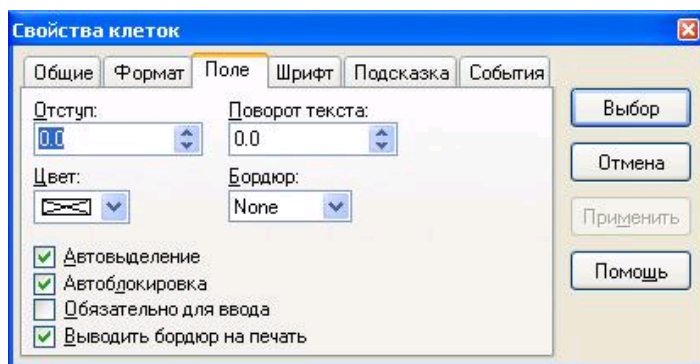 Свойства клеток
Общие Формат Поле Шрифт Подсказка События
Отступ: Поворот текста:
0.0 0.0
Цвет: Бордюр:
None
Автовыделение
Автоблокировка
Обязательно для ввода
Выводить бордюр на печать
Выбор
Отмена
Применить
Помощь